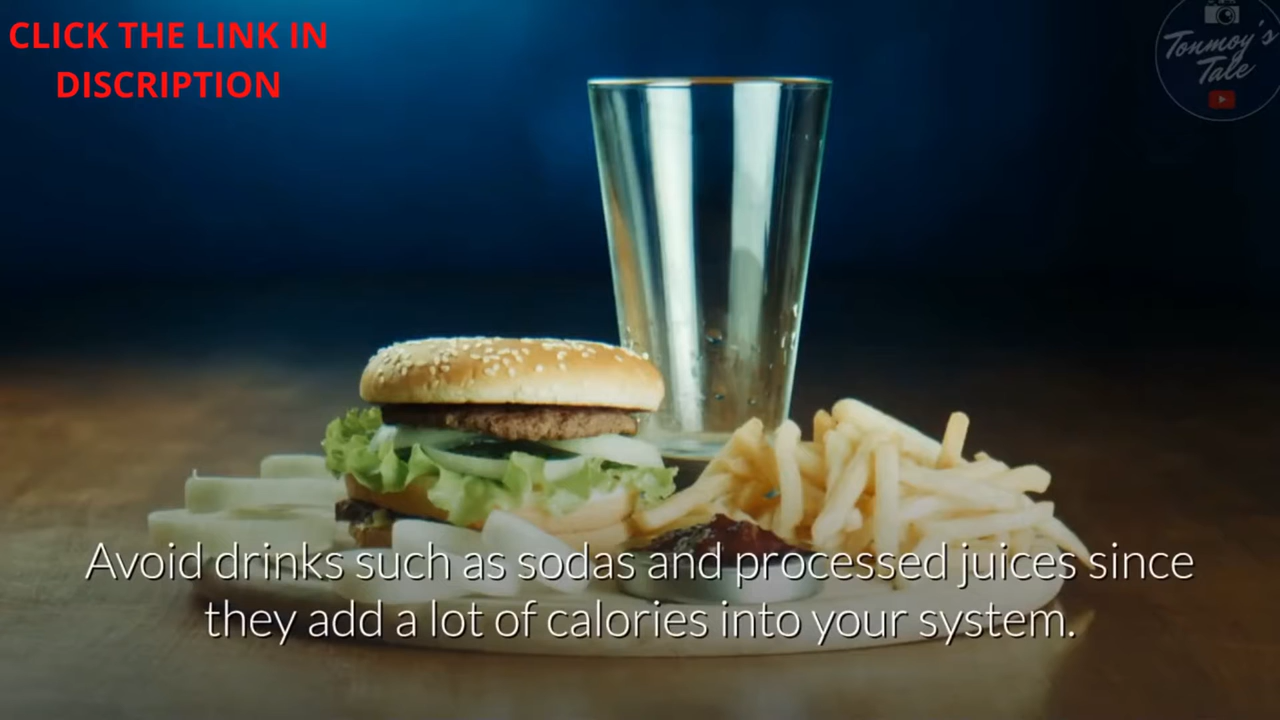 CLICK THE LINK IN
DISCRIPTION
Tonmoy's
Tale
Avoid drinks such as sodas and processed juices since
they add a lot of calories into your system.